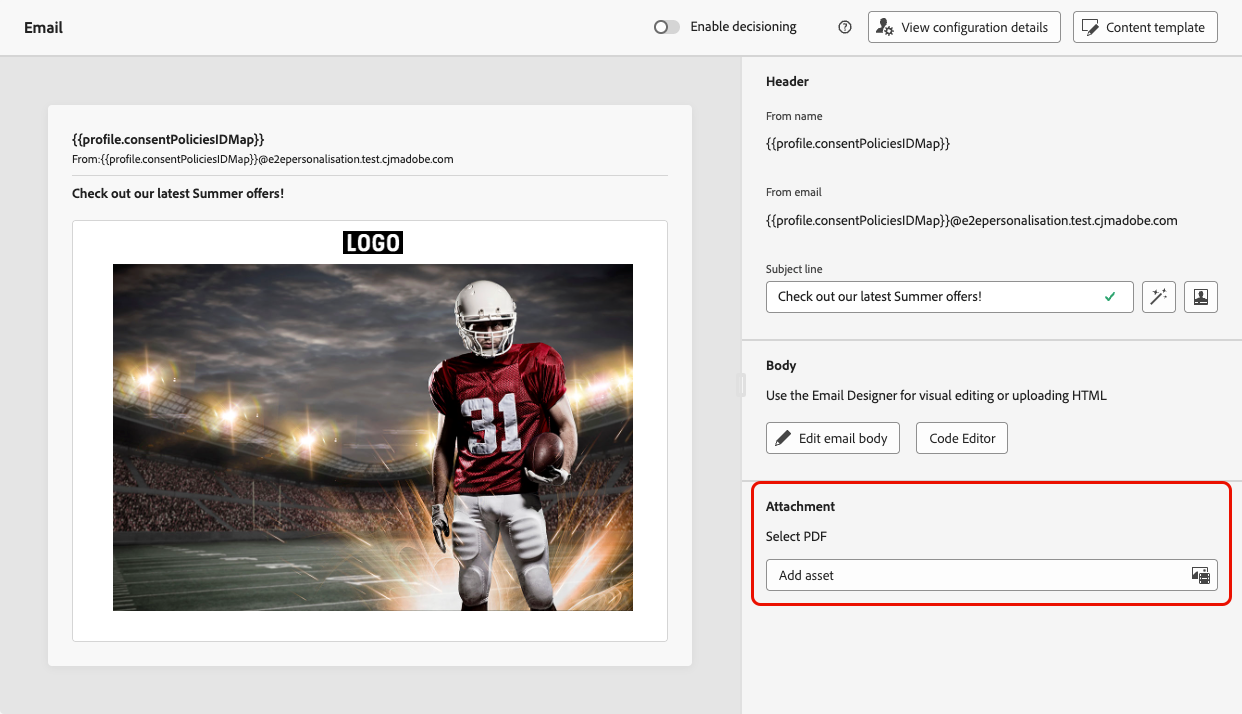 Email
Enable decisioning
View configuration details
Content template
{{profile.consentPoliciesIDMap}}
From:{{profile.consentPoliciesIDMap}}@e2epersonalisation.test.cjmadobe.com
Check out our latest Summer offers!
LOGO
31
Header
From name
{{profile.consentPoliciesIDMap}}
From email
{{profile.consentPoliciesIDMap}}@e2epersonalisation.test.cjmadobe.com
Subject line
Check out our latest Summer offers!
Body
Use the Email Designer for visual editing or uploading HTML
Edit email body
Code Editor
Attachment
Select PDF
Add asset